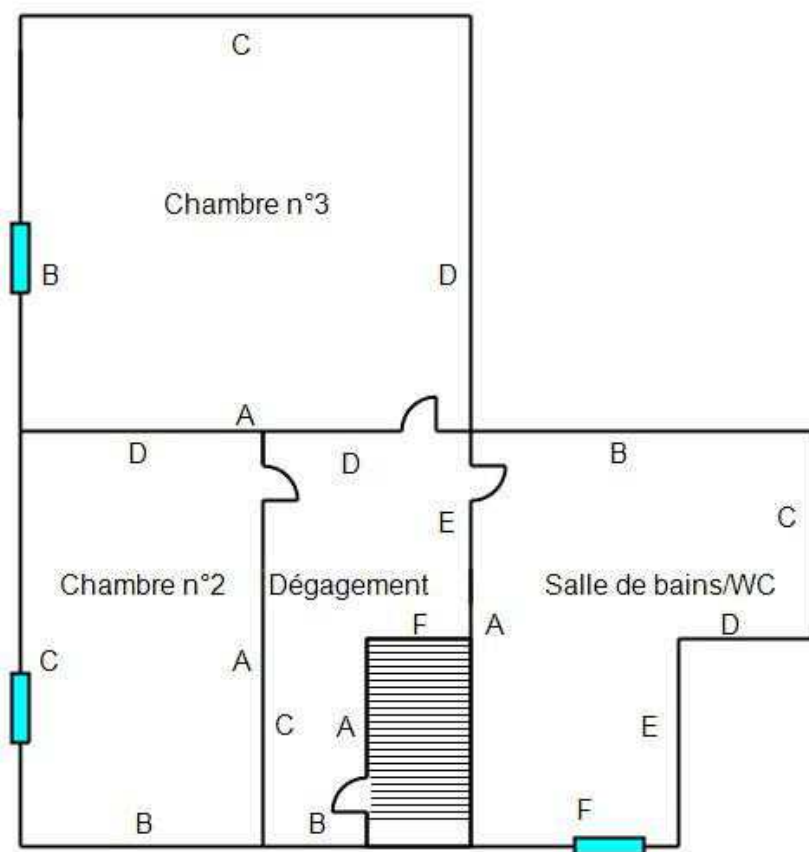 C
Chambre n°3
B
D
A
D
D
B
E
C
Chambre n°2
Dégagement
Salle de bains/WC
F
A
D
C
A
C
A
E
B
B
F